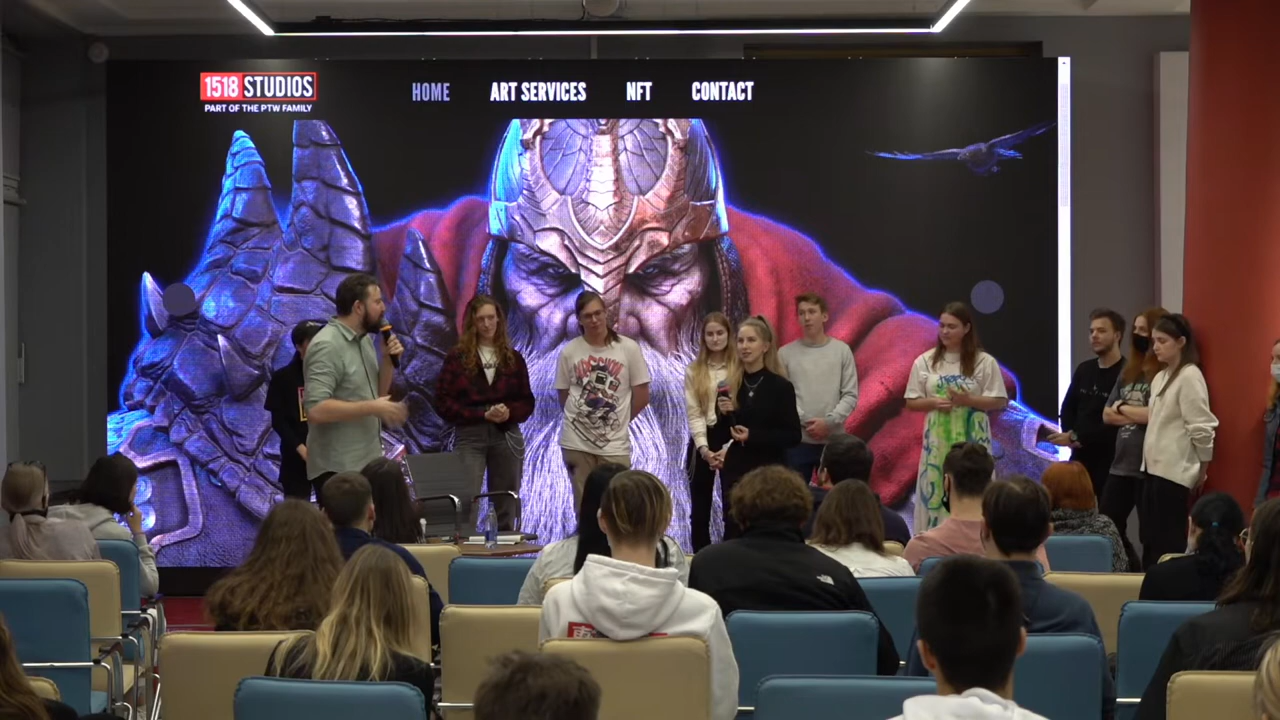 1518 STUDIOS
PART OF THE PTW FAMILY
HOME
ART SERVICES
NFT
CONTACT